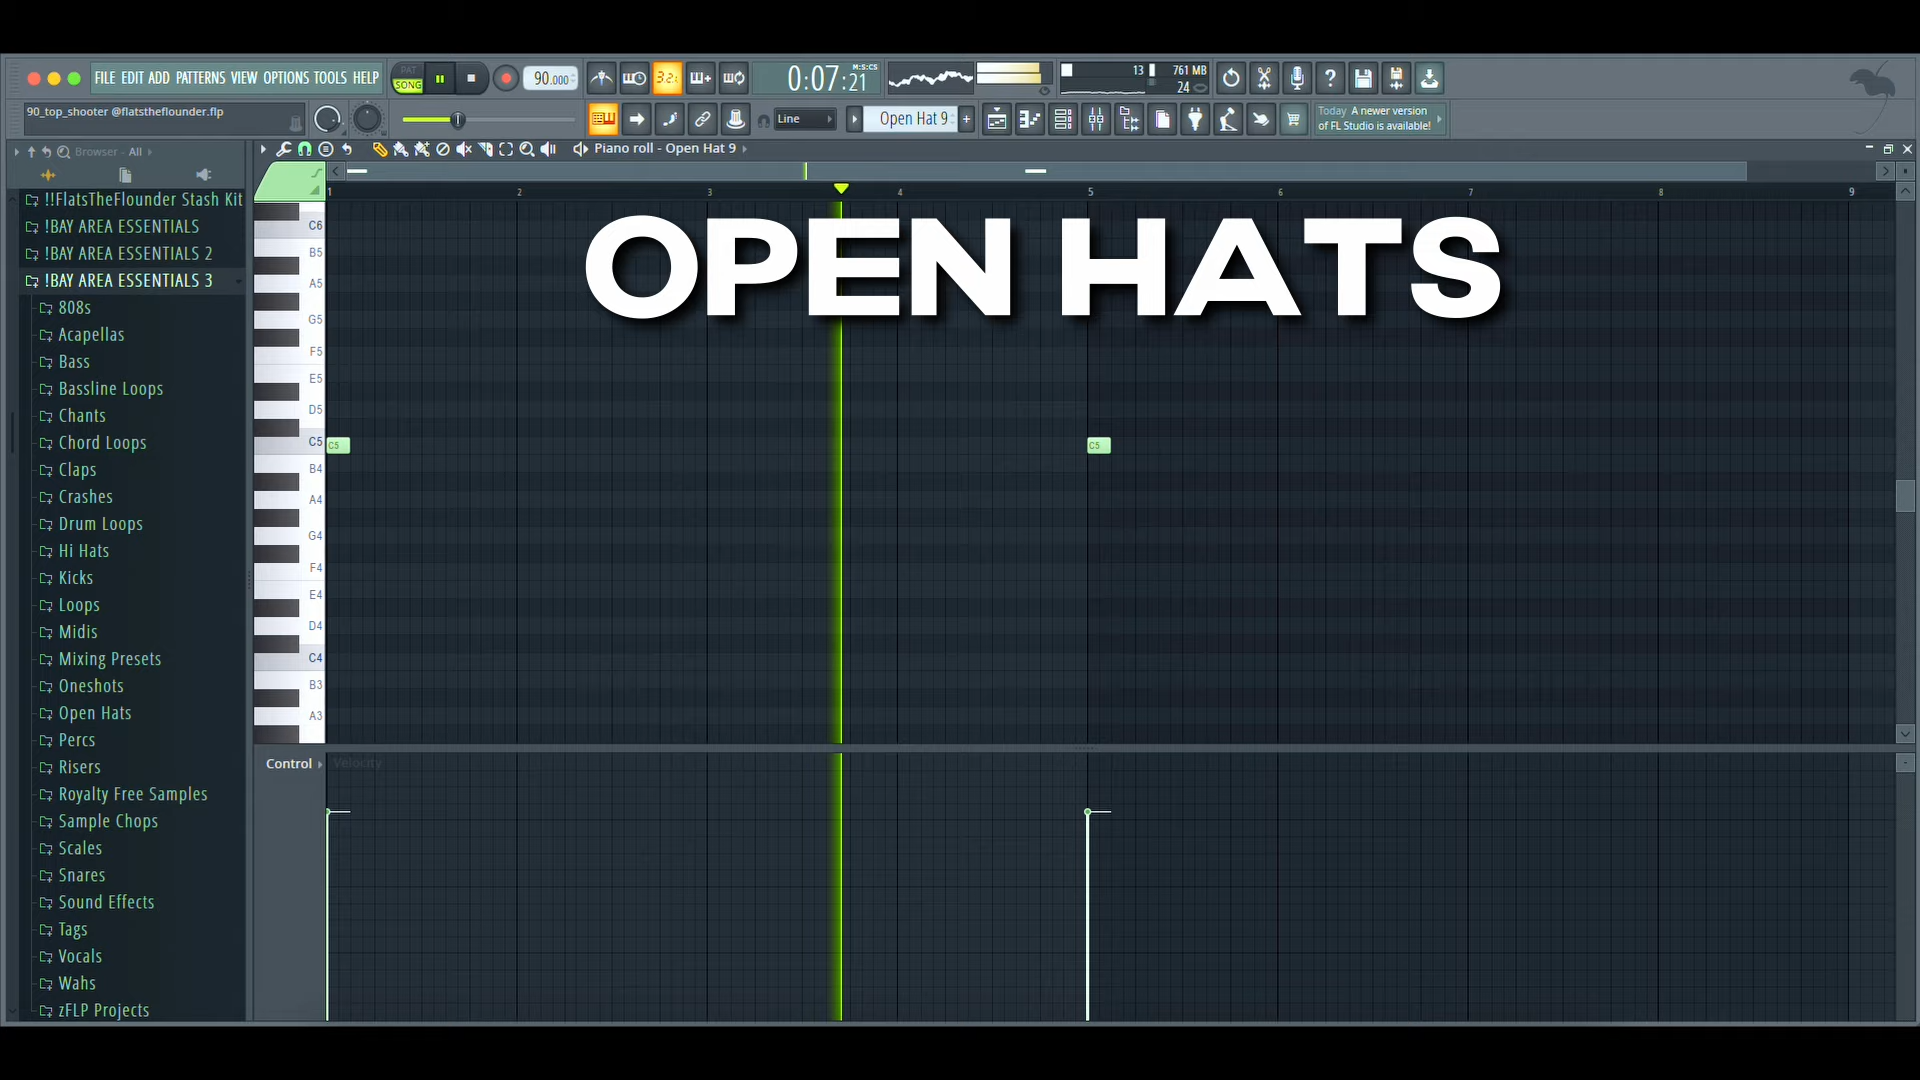 FILE EDIT ADD PATTERNS VIEW OPTIONS TOOLS HELP
PAT
SONG
90.000
3.2.
M:S:CS
0:07:21
13
761 MB
24
90_top_shooter @flatstheflounder.flp
Line
Open Hat 9
Today A newer version
of FL Studio is available!
Browser - All
Piano roll - Open Hat 9
!!FlatsTheFlounder Stash Kit
!BAY AREA ESSENTIALS
!BAY AREA ESSENTIALS 2
!BAY AREA ESSENTIALS 3
808s
Acapellas
Bass
Bassline Loops
Chants
Chord Loops
Claps
Crashes
Drum Loops
Hi Hats
Kicks
Loops
Midis
Mixing Presets
Oneshots
Open Hats
Percs
Risers
Royalty Free Samples
Sample Chops
Scales
Snares
Sound Effects
Tags
Vocals
Wahs
zFLP Projects
1 2 3 4 5 6 7 8 9
OPEN HATS
C6
B5
A5
G5
F5
E5
D5
C5
C5 C5
B4
A4
G4
F4
E4
D4
C4
B3
A3
Control
Velocity